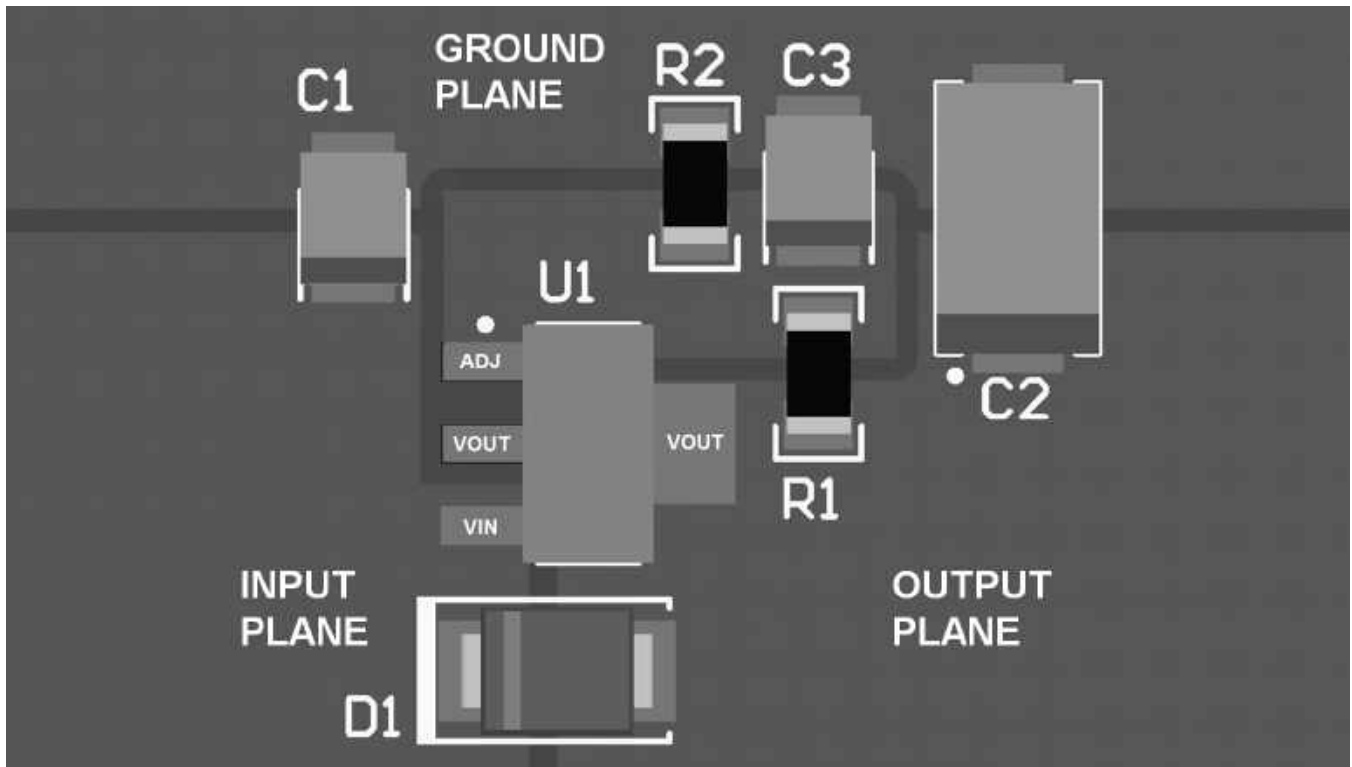 GROUND
PLANE
C1
R2
C3
U1
ADJ
VOUT
VOUT
VIN
R1
C2
INPUT
PLANE
OUTPUT
PLANE
D1